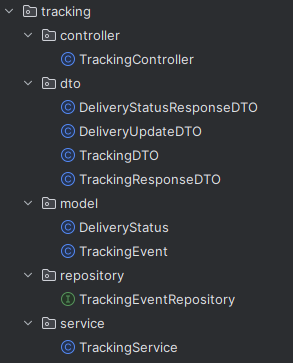 tracking
controller
C TrackingController
dto
C DeliveryStatusResponseDTO
C DeliveryUpdateDTO
C TrackingDTO
C TrackingResponseDTO
model
C DeliveryStatus
C TrackingEvent
repository
I TrackingEventRepository
service
C TrackingService